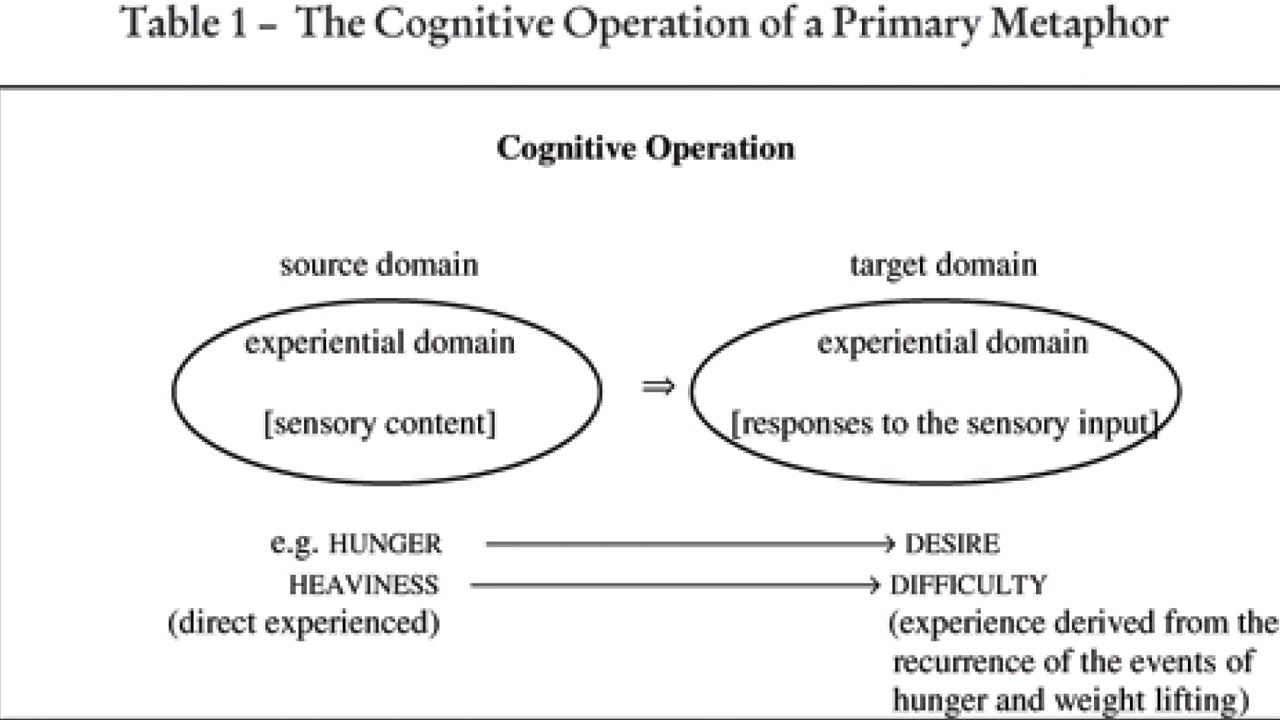 Table 1 – The Cognitive Operation of a Primary Metaphor
Cognitive Operation
source domain
target domain
experiential domain
experiential domain
⇒
[sensory content]
[responses to the sensory input]
e.g. HUNGER → DESIRE
HEAVINESS → DIFFICULTY
(direct experienced)
(experience derived from the
recurrence of the events of
hunger and weight lifting)